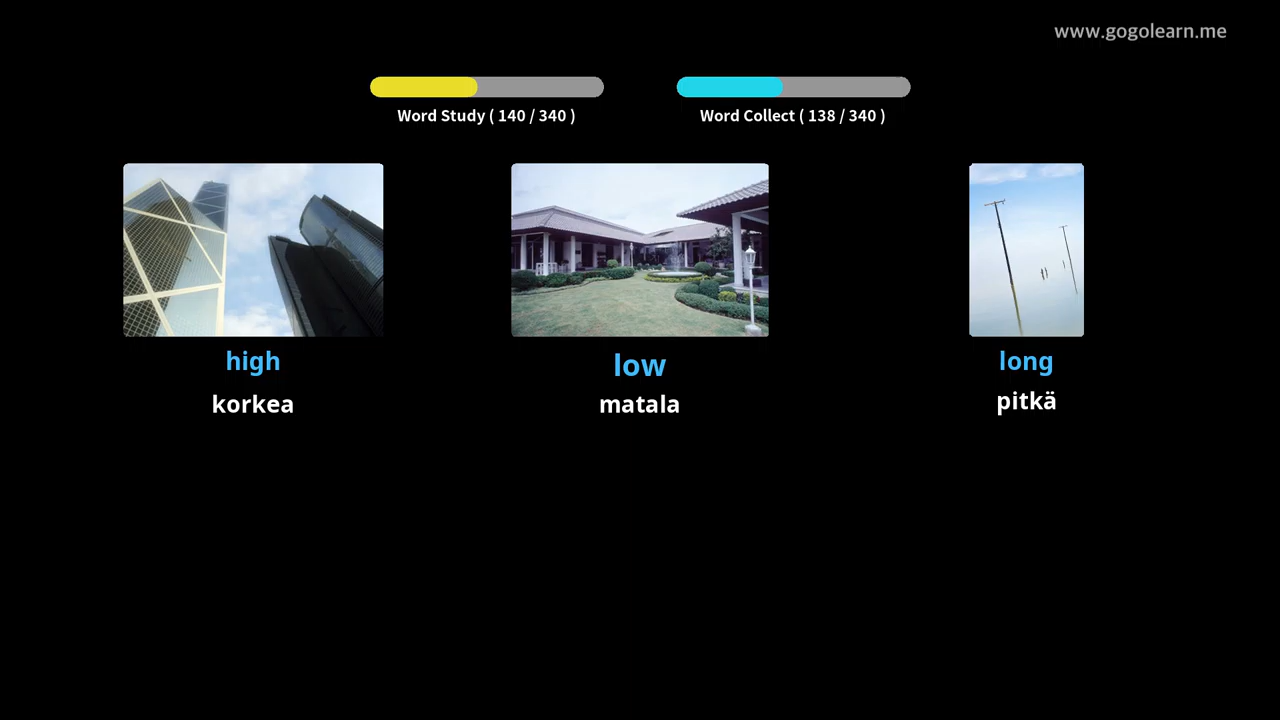 www.gogolearn.me
Word Study ( 140 / 340 )
Word Collect ( 138 / 340 )
high
korkea
low
matala
long
pitkä